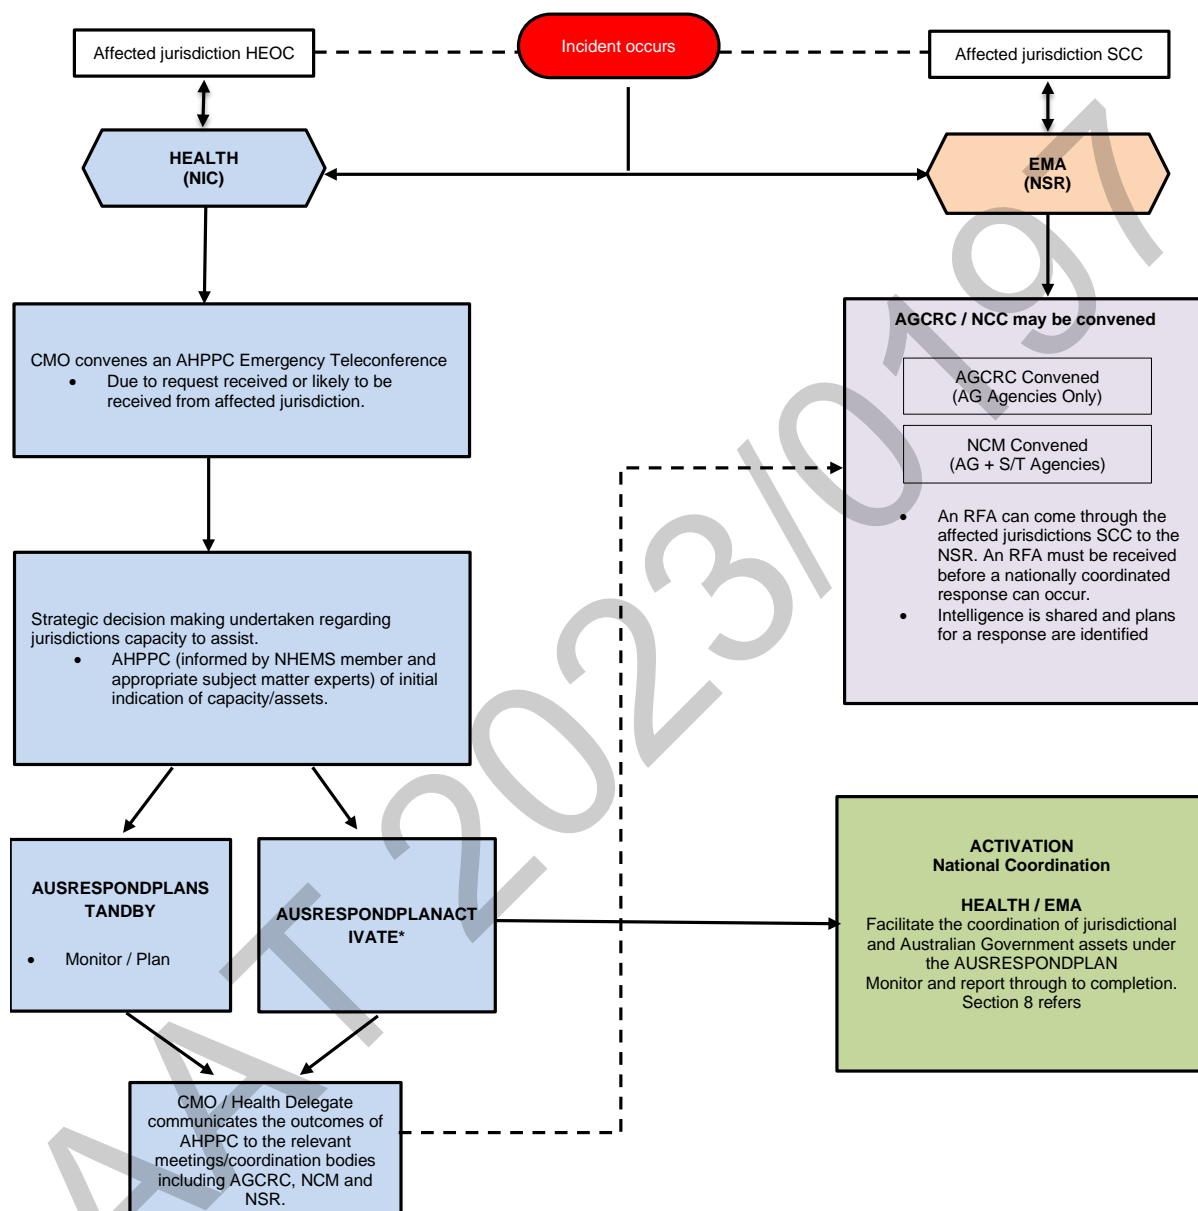 Incident occurs
Affected jurisdiction HEOC
Affected jurisdiction SCC
HEALTH
(NIC)
EMA
(NSR)
CMO convenes an AHPPC Emergency Teleconference
• Due to request received or likely to be
received from affected jurisdiction.
AGCRC / NCC may be convened
AGCRC Convened
(AG Agencies Only)
NCM Convened
(AG + S/T Agencies)
• An RFA can come through the
affected jurisdictions SCC to the
NSR. An RFA must be received
before a nationally coordinated
response can occur.
• Intelligence is shared and plans
for a response are identified
Strategic decision making undertaken regarding
jurisdictions capacity to assist.
• AHPPC (informed by NHEMS member and
appropriate subject matter experts) of initial
indication of capacity/assets.
AUSRESPONDPLANS
TANDBY
• Monitor / Plan
AUSRESPONDPLANACT
IVATE*
ACTIVATION
National Coordination
HEALTH / EMA
Facilitate the coordination of jurisdictional
and Australian Government assets under
the AUSRESPONDPLAN
Monitor and report through to completion.
Section 8 refers
CMO / Health Delegate
communicates the outcomes of
AHPPC to the relevant
meetings/coordination bodies
including AGCRC, NCM and
NSR.
AAT 2023/0197